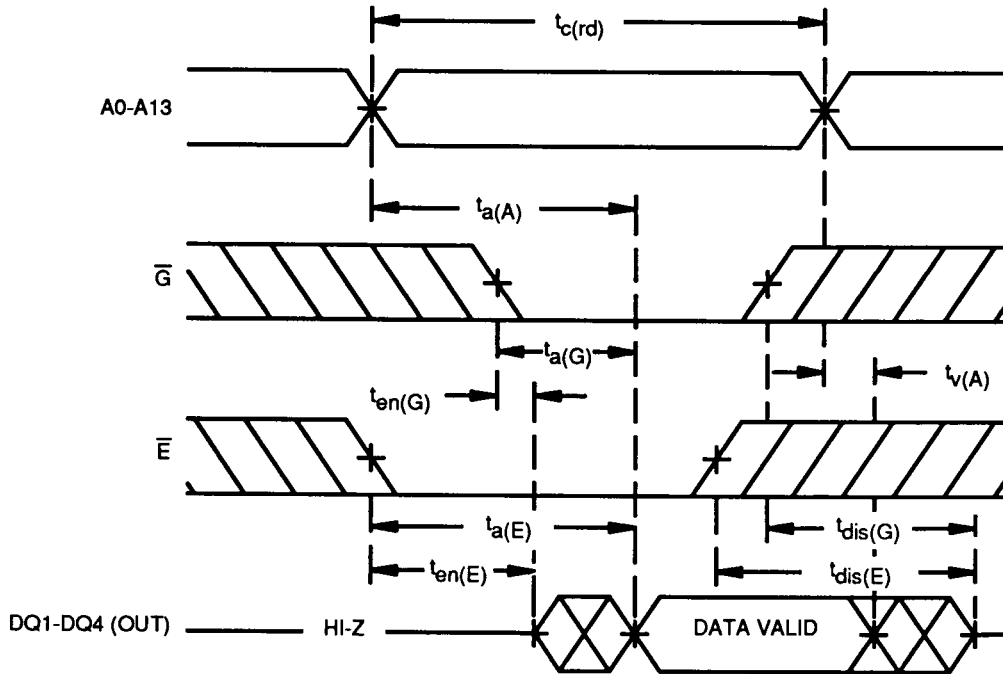 t_c(rd)
A0-A13
t_a(A)
G̅
t_a(G)
t_v(A)
t_en(G)
E̅
t_a(E)
t_dis(G)
t_en(E)
t_dis(E)
DQ1-DQ4 (OUT) HI-Z DATA VALID